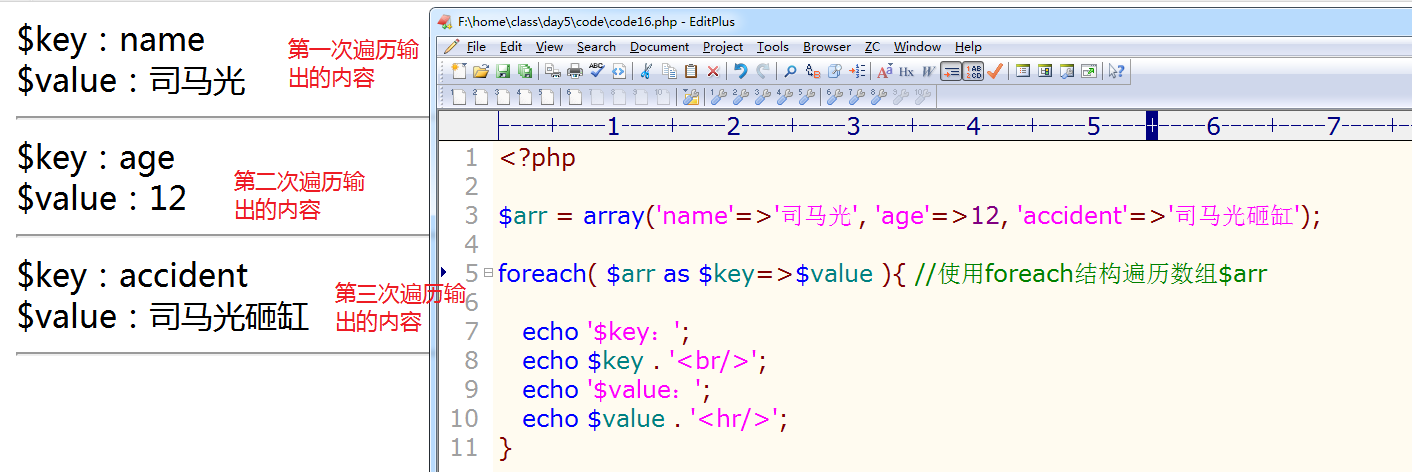 $key：name
$value：司马光
第一次遍历输
出的内容
$key：age
$value：12
第二次遍历输
出的内容
$key：accident
$value：司马光砸缸
第三次遍历输
出的内容
F:\home\class\day5\code\code16.php - EditPlus
File Edit View Search Document Project Tools Browser ZC Window Help
----+----1----+----2----+----3----+----4----+----5----+----6----+----7----+--
1 <?php
2
3 $arr = array('name'=>'司马光', 'age'=>12, 'accident'=>'司马光砸缸');
4
5 foreach( $arr as $key=>$value ){ //使用foreach结构遍历数组$arr
6
7 echo '$key：';
8 echo $key . '<br/>';
9 echo '$value：';
10 echo $value . '<hr/>';
11 }